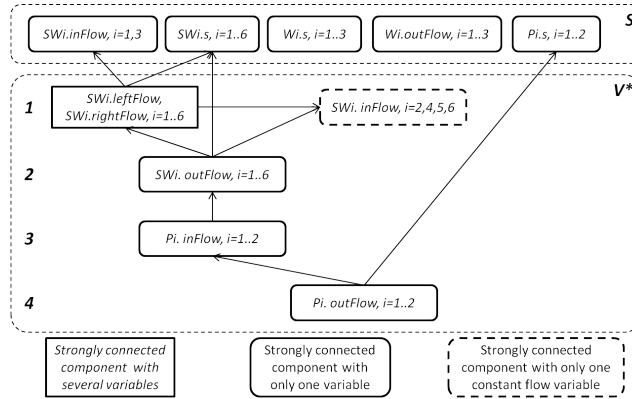 S
SWi.inFlow, i=1,3
SWi.s, i=1..6
Wi.s, i=1..3
Wi.outFlow, i=1..3
Pi.s, i=1..2
V*
1
SWi.leftFlow,
SWi.rightFlow, i=1..6
SWi. inFlow, i=2,4,5,6
2
SWi. outFlow, i=1..6
3
Pi. inFlow, i=1..2
4
Pi. outFlow, i=1..2
Strongly connected
component with
several variables
Strongly connected
component with
only one variable
Strongly connected
component with only one
constant flow variable